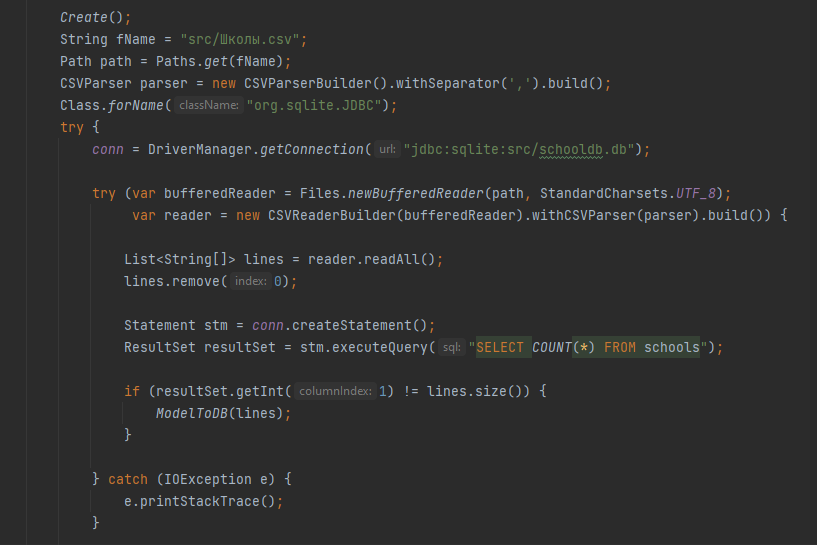 Create();
String fName = "src/Школы.csv";
Path path = Paths.get(fName);
CSVParser parser = new CSVParserBuilder().withSeparator(',').build();
Class.forName( className: "org.sqlite.JDBC");
try {
conn = DriverManager.getConnection( url: "jdbc:sqlite:src/schooldb.db");
try (var bufferedReader = Files.newBufferedReader(path, StandardCharsets.UTF_8);
var reader = new CSVReaderBuilder(bufferedReader).withCSVParser(parser).build()) {
List<String[]> lines = reader.readAll();
lines.remove( index: 0);
Statement stm = conn.createStatement();
ResultSet resultSet = stm.executeQuery( sql: "SELECT COUNT(*) FROM schools");
if (resultSet.getInt( columnIndex: 1) != lines.size()) {
ModelToDB(lines);
}
} catch (IOException e) {
e.printStackTrace();
}